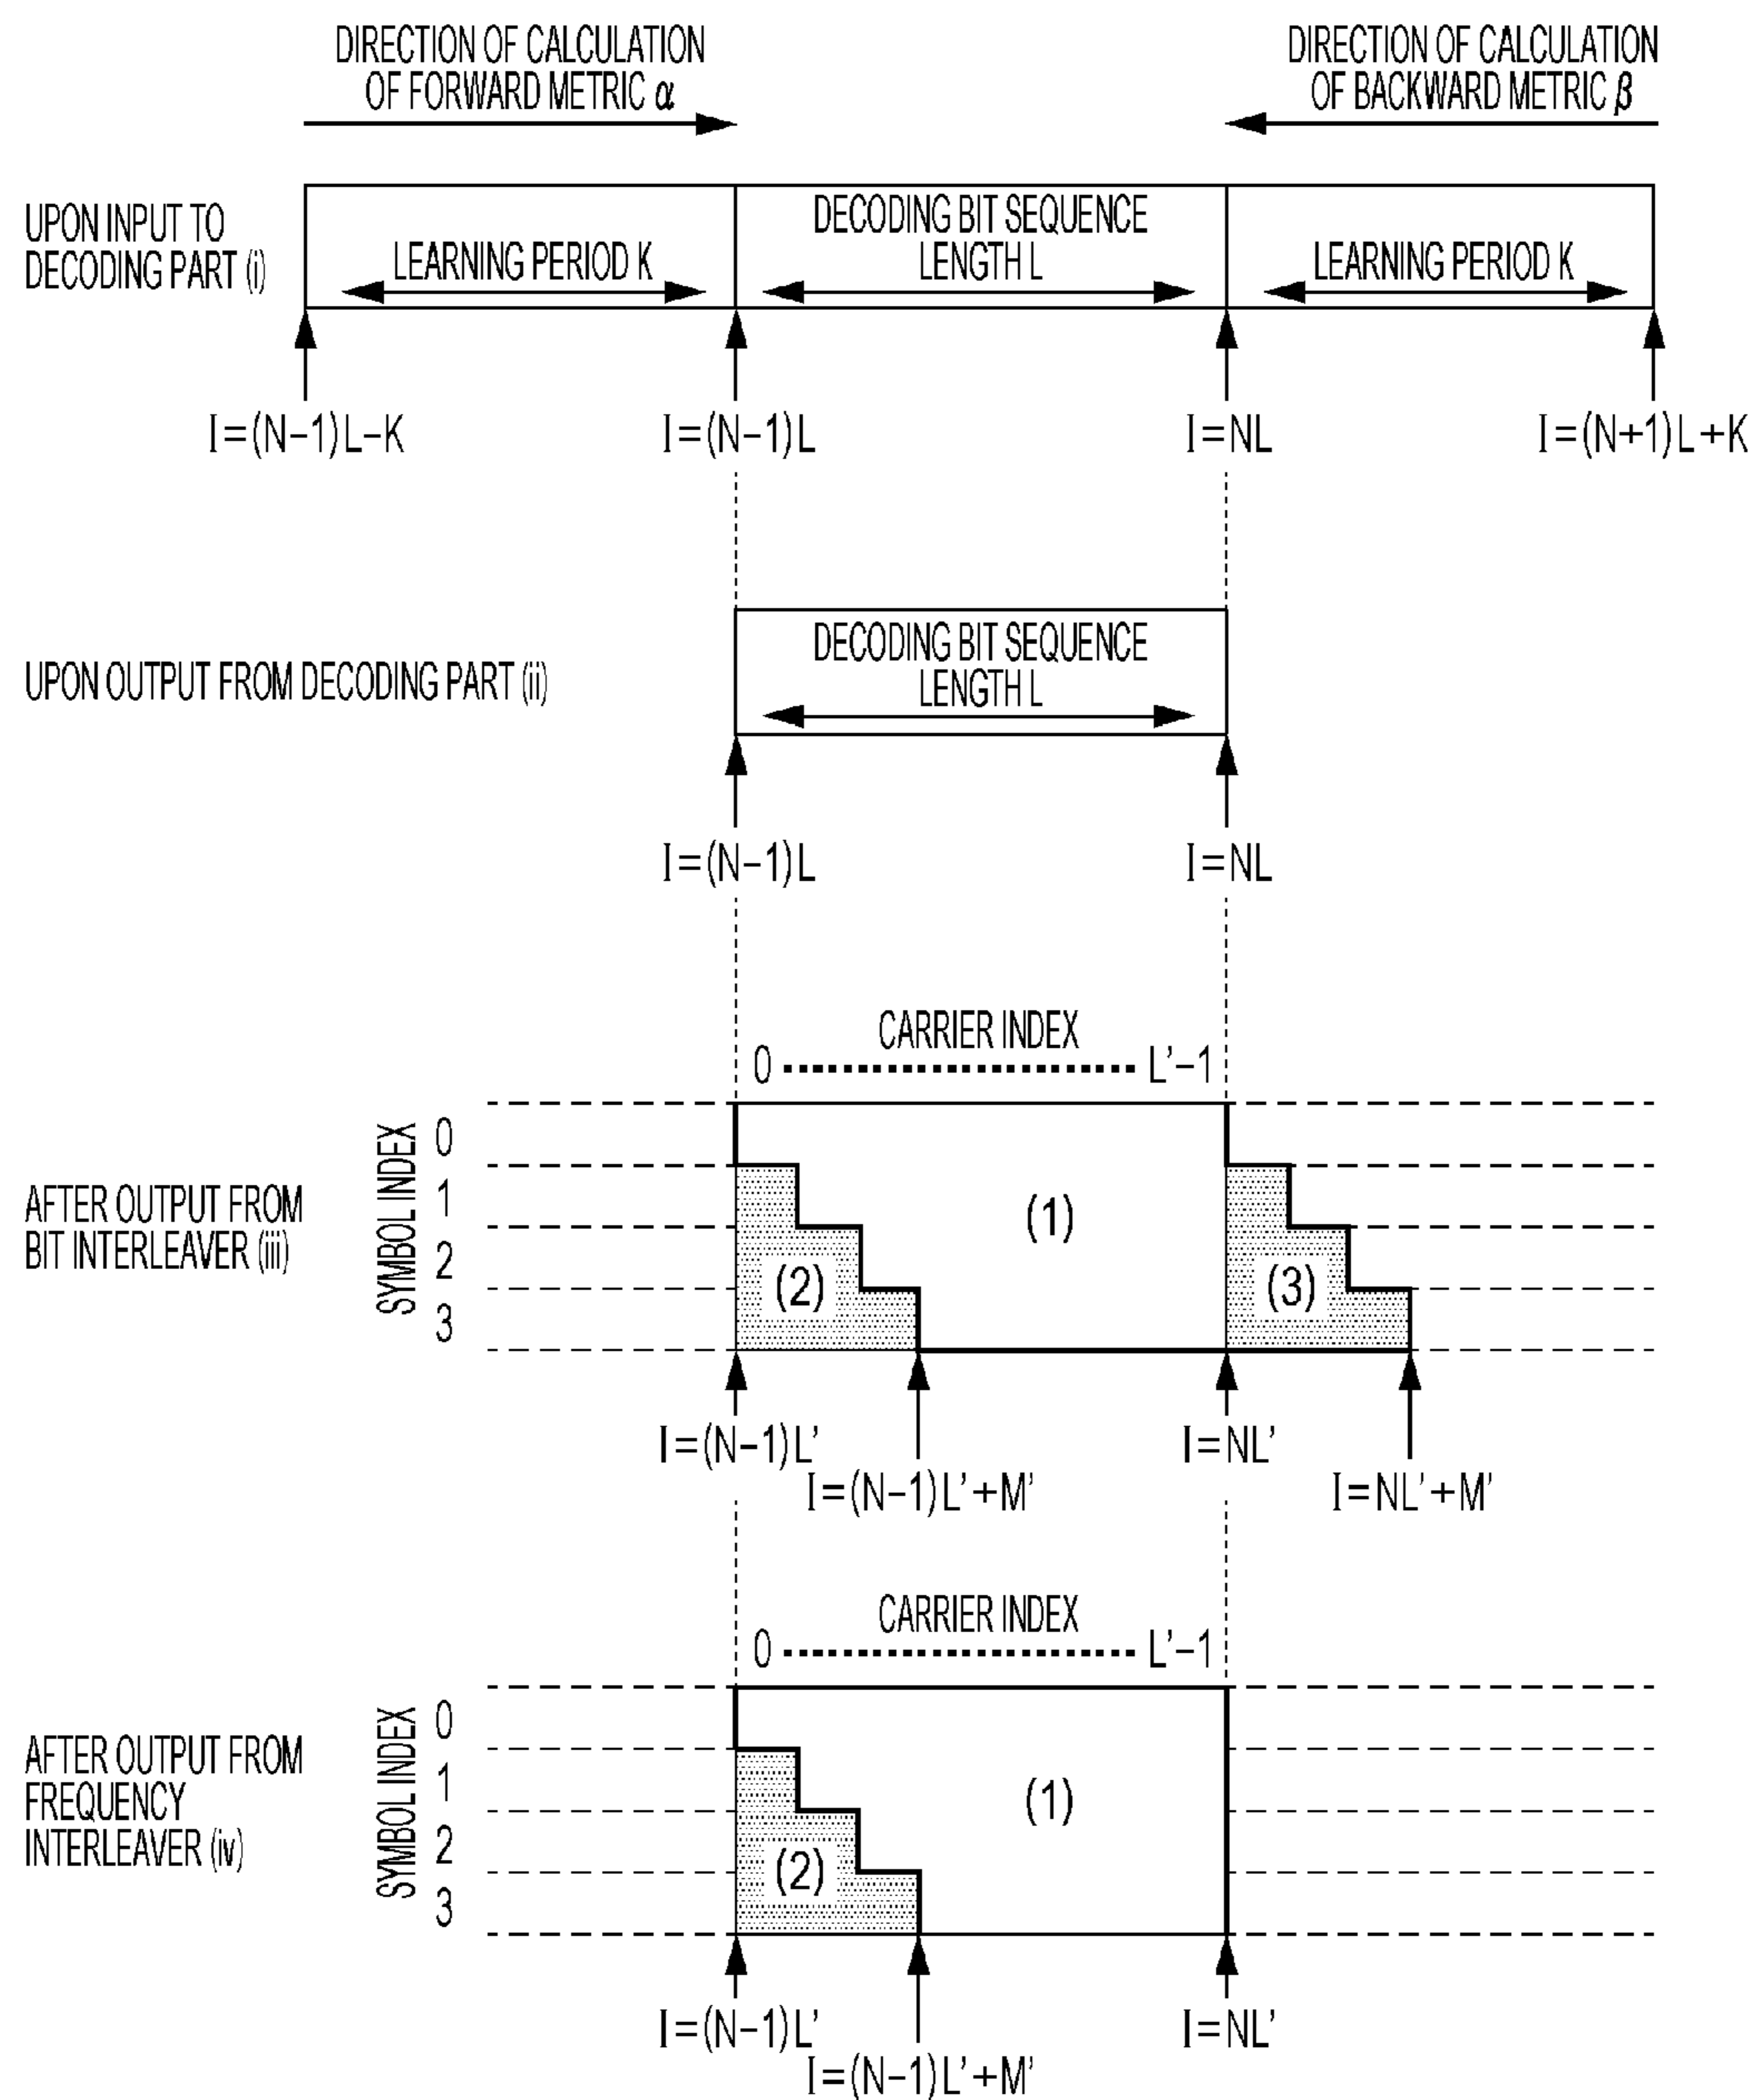 DIRECTION OF CALCULATION
OF FORWARD METRIC α
DIRECTION OF CALCULATION
OF BACKWARD METRIC β
UPON INPUT TO
DECODING PART (i)
LEARNING PERIOD K
DECODING BIT SEQUENCE
LENGTH L
LEARNING PERIOD K
I=(N−1)L−K
I=(N−1)L
I=NL
I=(N+1)L+K
UPON OUTPUT FROM DECODING PART (ii)
DECODING BIT SEQUENCE
LENGTH L
I=(N−1)L
I=NL
CARRIER INDEX
0
L'−1
AFTER OUTPUT FROM
BIT INTERLEAVER (iii)
SYMBOL INDEX
0
1
2
3
(1)
(2)
(3)
I=(N−1)L'
I=(N−1)L'+M'
I=NL'
I=NL'+M'
CARRIER INDEX
0
L'−1
AFTER OUTPUT FROM
FREQUENCY
INTERLEAVER (iv)
SYMBOL INDEX
0
1
2
3
(1)
(2)
I=(N−1)L'
I=(N−1)L'+M'
I=NL'